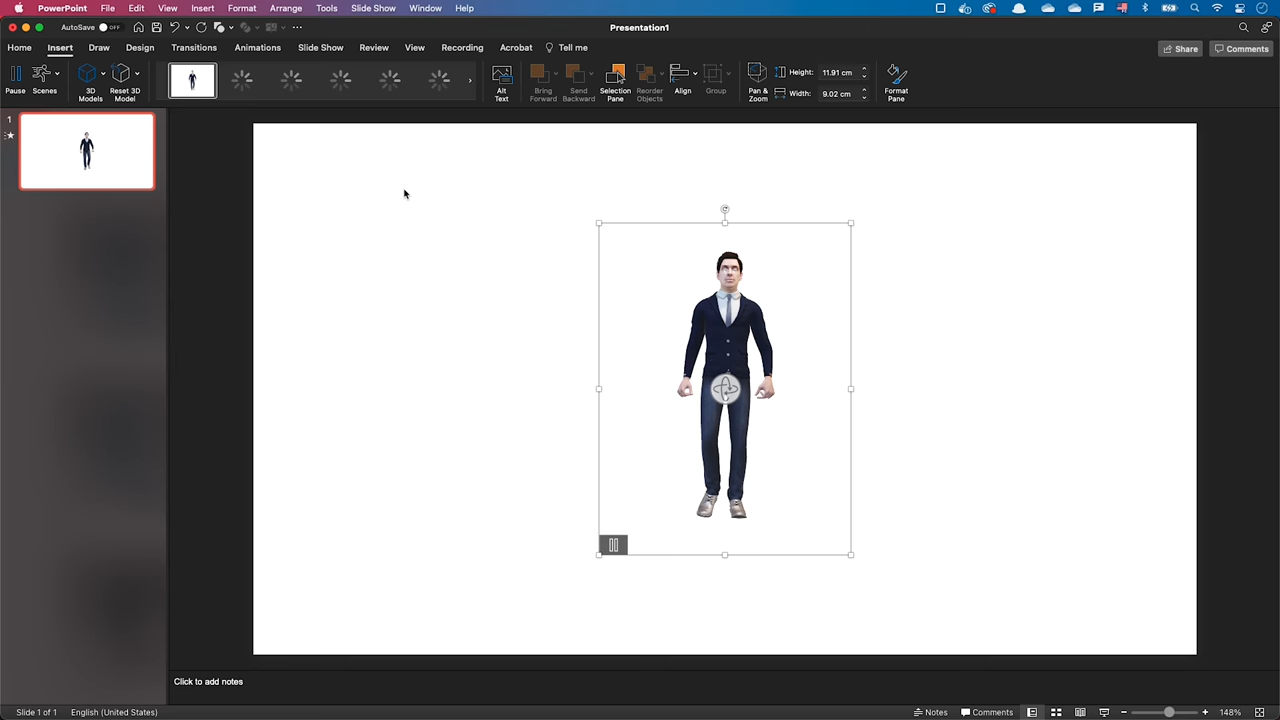 PowerPoint File Edit View Insert Format Arrange Tools Slide Show Window Help
AutoSave OFF Presentation1
Home Insert Draw Design Transitions Animations Slide Show Review View Recording Acrobat Tell me Share Comments
Pause Scenes 3D Models Reset 3D Model Alt Text Bring Forward Send Backward Selection Pane Reorder Objects Align Group Pan & Zoom Height: 11.91 cm Width: 9.02 cm Format Pane
1
Click to add notes
Slide 1 of 1 English (United States) Notes Comments 148%